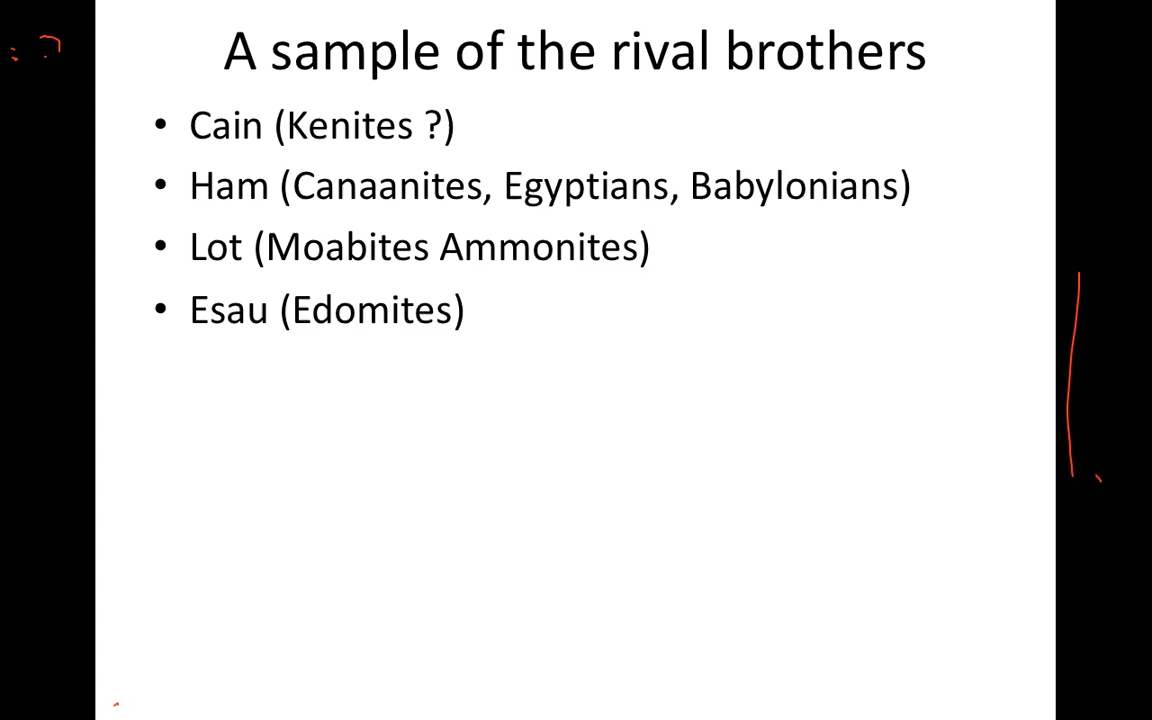 A sample of the rival brothers
• Cain (Kenites ?)
• Ham (Canaanites, Egyptians, Babylonians)
• Lot (Moabites Ammonites)
• Esau (Edomites)